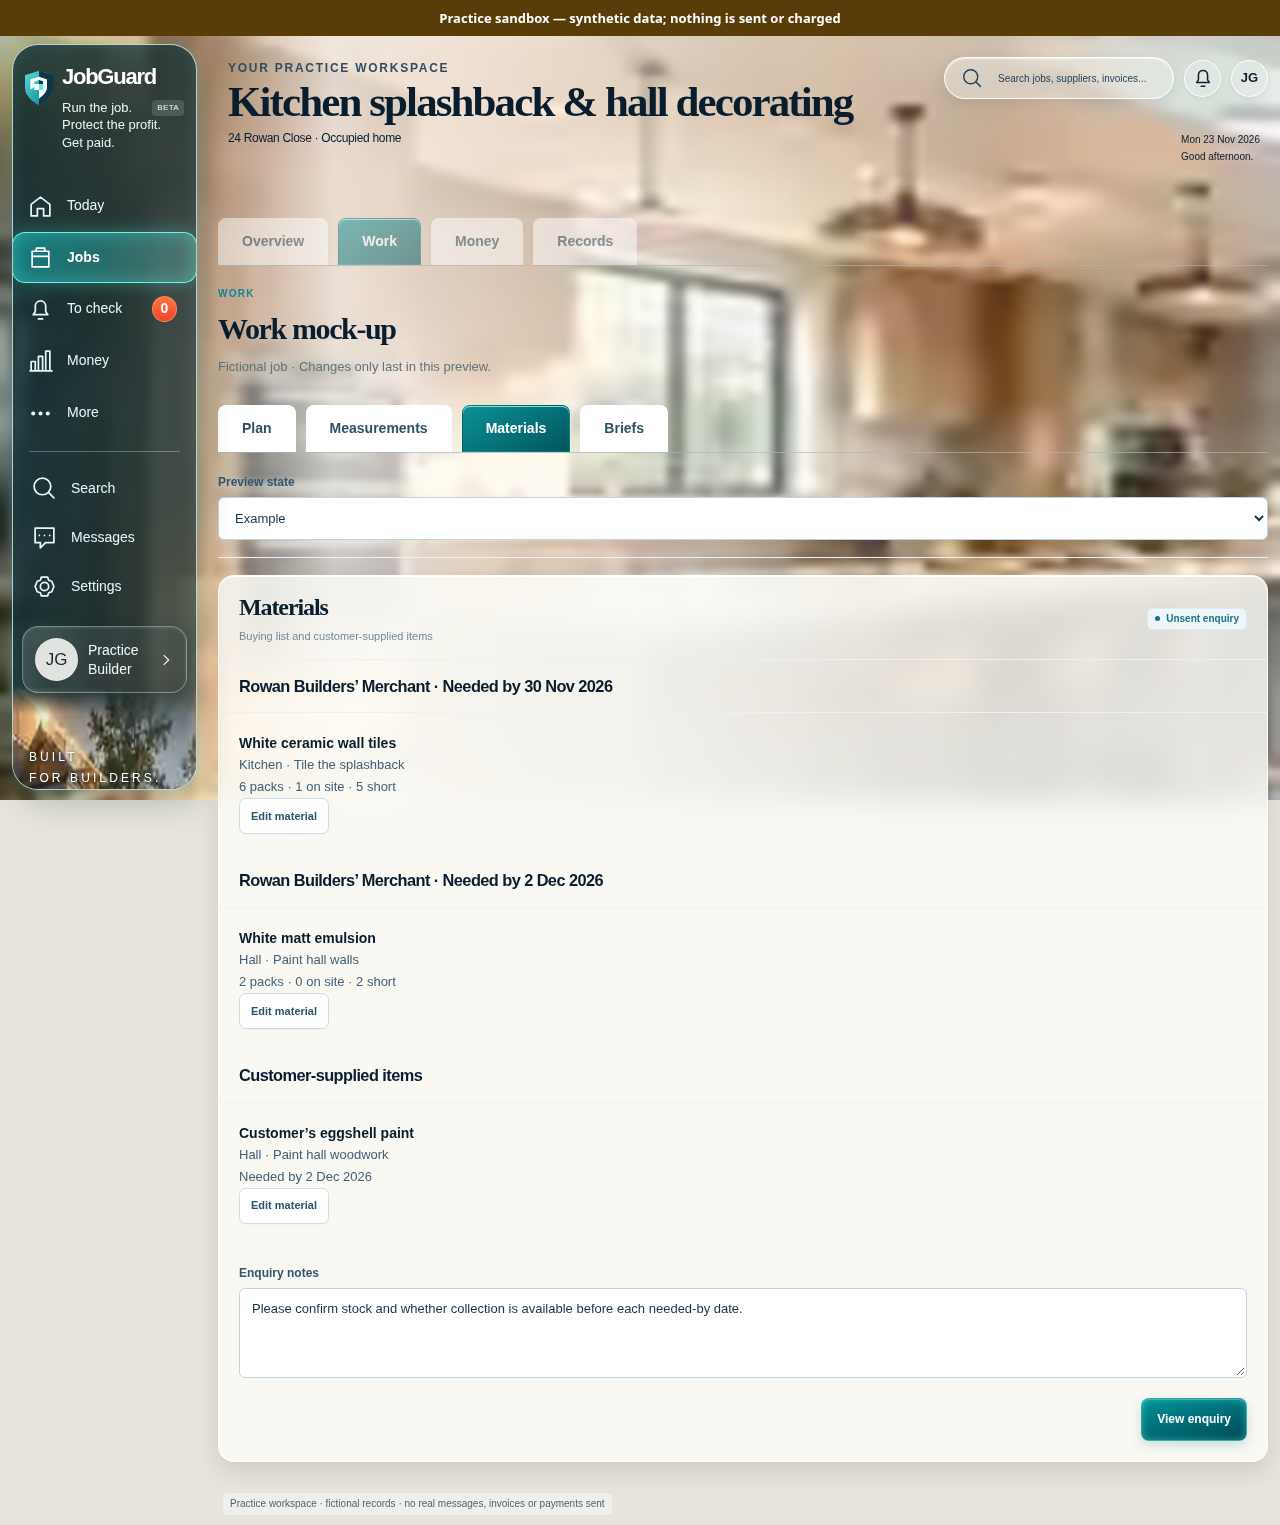 Practice sandbox — synthetic data; nothing is sent or charged
JobGuard
Run the job.
BETA
Protect the profit.
Get paid.
Today
Jobs
To check
0
Money
More
Search
Messages
Settings
JG
Practice
Builder
BUILT
FOR BUILDERS.
YOUR PRACTICE WORKSPACE
Kitchen splashback & hall decorating
24 Rowan Close · Occupied home
Search jobs, suppliers, invoices...
JG
Mon 23 Nov 2026
Good afternoon.
Overview
Work
Money
Records
WORK
Work mock-up
Fictional job · Changes only last in this preview.
Plan
Measurements
Materials
Briefs
Preview state
Example
Materials
Buying list and customer-supplied items
Unsent enquiry
Rowan Builders’ Merchant · Needed by 30 Nov 2026
White ceramic wall tiles
Kitchen · Tile the splashback
6 packs · 1 on site · 5 short
Edit material
Rowan Builders’ Merchant · Needed by 2 Dec 2026
White matt emulsion
Hall · Paint hall walls
2 packs · 0 on site · 2 short
Edit material
Customer-supplied items
Customer’s eggshell paint
Hall · Paint hall woodwork
Needed by 2 Dec 2026
Edit material
Enquiry notes
Please confirm stock and whether collection is available before each needed-by date.
View enquiry
Practice workspace · fictional records · no real messages, invoices or payments sent